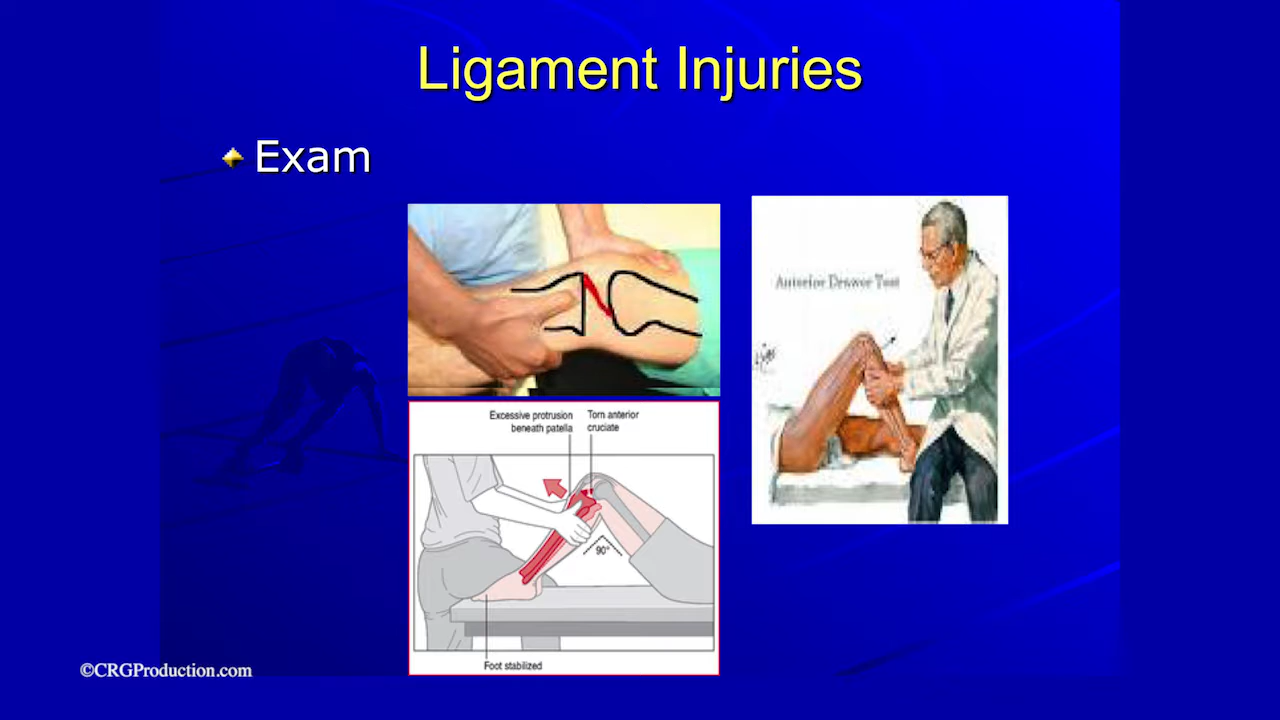 Ligament Injuries
Exam
Anterior Drawer Test
Excessive protrusion
beneath patella
Torn anterior
cruciate
90°
Foot stabilized
©CRGProduction.com